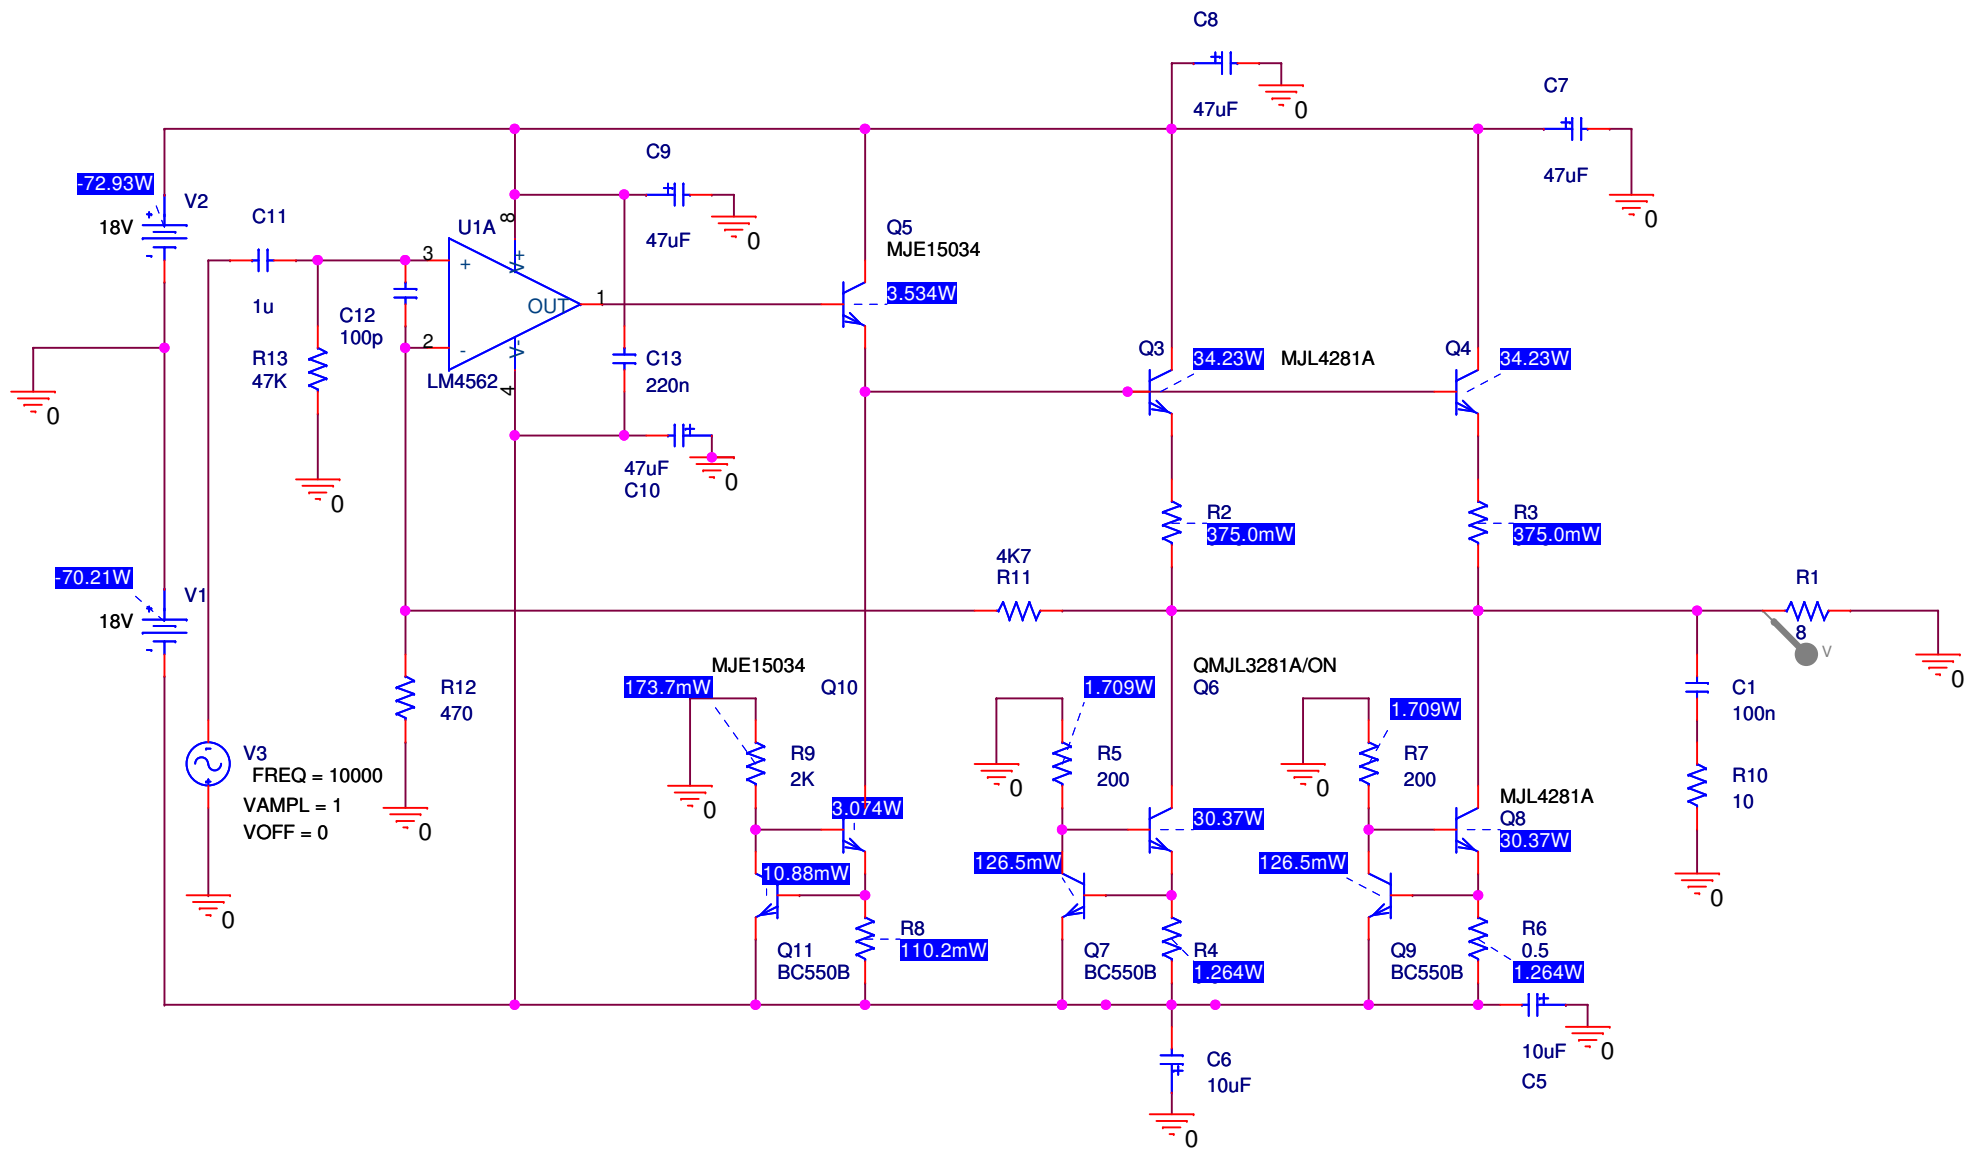 C8
47uF
0
C7
47uF
0
-72.93W
V2
18V
C11
1u
U1A
8
V+
3
+
OUT
1
2
-
V-
4
LM4562
C9
47uF
0
Q5
MJE15034
3.534W
C12
100p
R13
47K
0
C13
220n
47uF
C10
0
0
Q3
34.23W
MJL4281A
Q4
34.23W
R2
375.0mW
R3
375.0mW
-70.21W
V1
18V
4K7
R11
R1
8
V
0
R12
470
0
MJE15034
173.7mW
Q10
R9
2K
0
3.074W
10.88mW
Q11
BC550B
R8
110.2mW
QMJL3281A/ON
Q6
1.709W
R5
200
0
30.37W
126.5mW
Q7
BC550B
R4
1.264W
1.709W
R7
200
0
MJL4281A
Q8
30.37W
126.5mW
Q9
BC550B
R6
0.5
1.264W
C1
100n
R10
10
0
V3
FREQ = 10000
VAMPL = 1
VOFF = 0
0
C6
10uF
0
10uF
C5
0